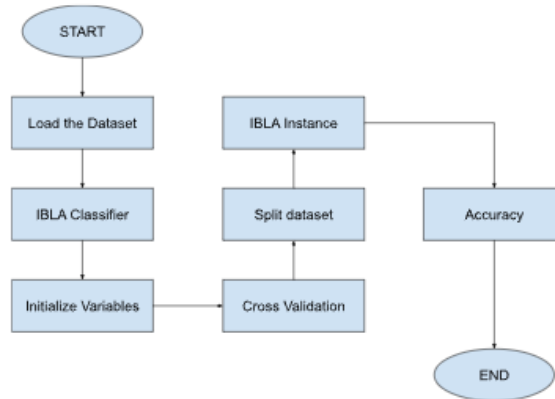 START
Load the Dataset
IBLA Classifier
Initialize Variables
Cross Validation
Split dataset
IBLA Instance
Accuracy
END